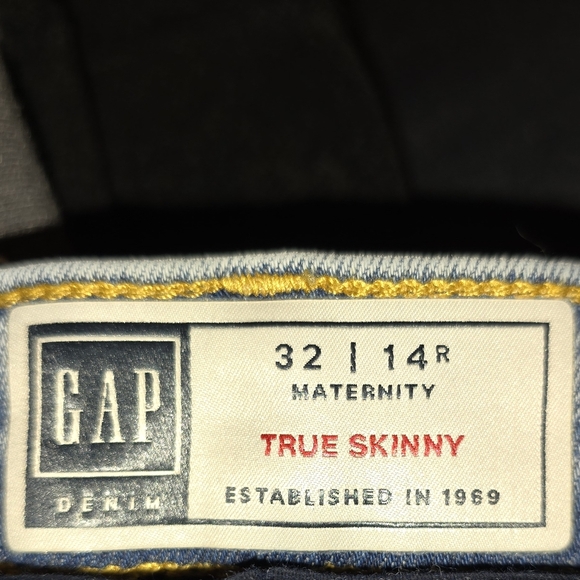 GAP
DENIM
32 | 14R
MATERNITY
TRUE SKINNY
ESTABLISHED IN 1969